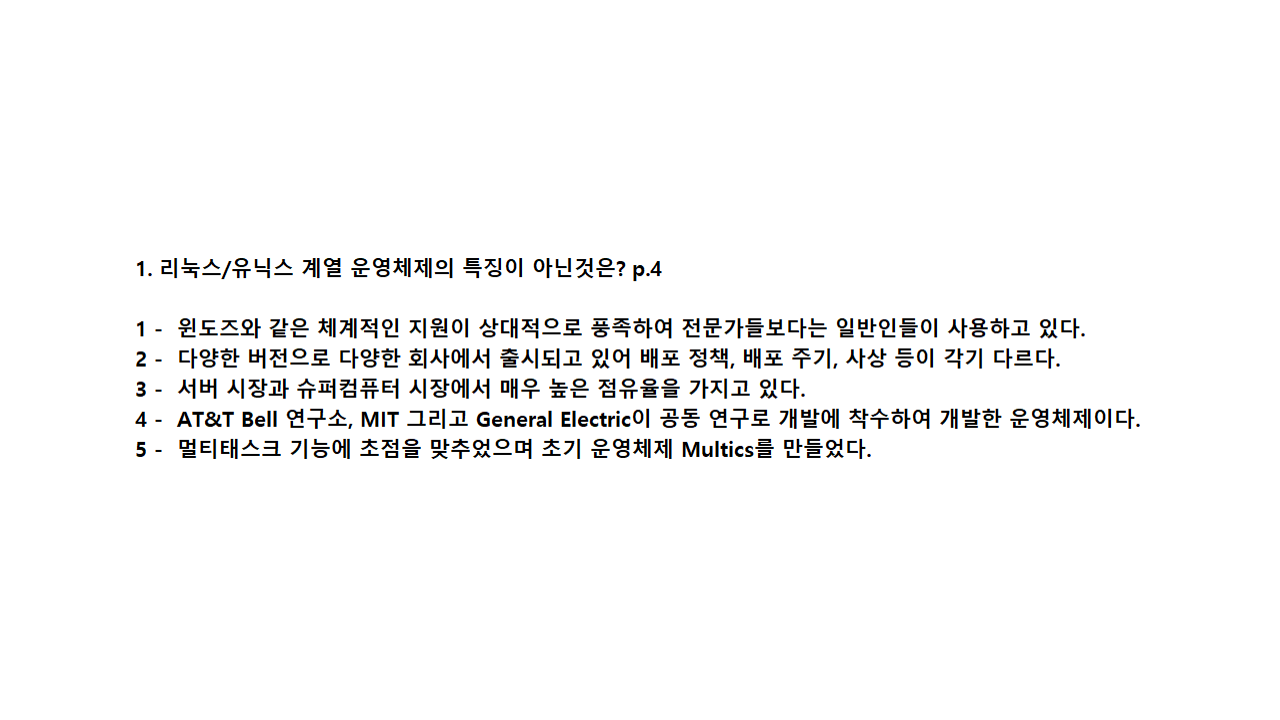 1. 리눅스/유닉스 계열 운영체제의 특징이 아닌것은? p.4
1 - 윈도즈와 같은 체계적인 지원이 상대적으로 풍족하여 전문가들보다는 일반인들이 사용하고 있다.
2 - 다양한 버전으로 다양한 회사에서 출시되고 있어 배포 정책, 배포 주기, 사상 등이 각기 다르다.
3 - 서버 시장과 슈퍼컴퓨터 시장에서 매우 높은 점유율을 가지고 있다.
4 - AT&T Bell 연구소, MIT 그리고 General Electric이 공동 연구로 개발에 착수하여 개발한 운영체제이다.
5 - 멀티태스크 기능에 초점을 맞추었으며 초기 운영체제 Multics를 만들었다.